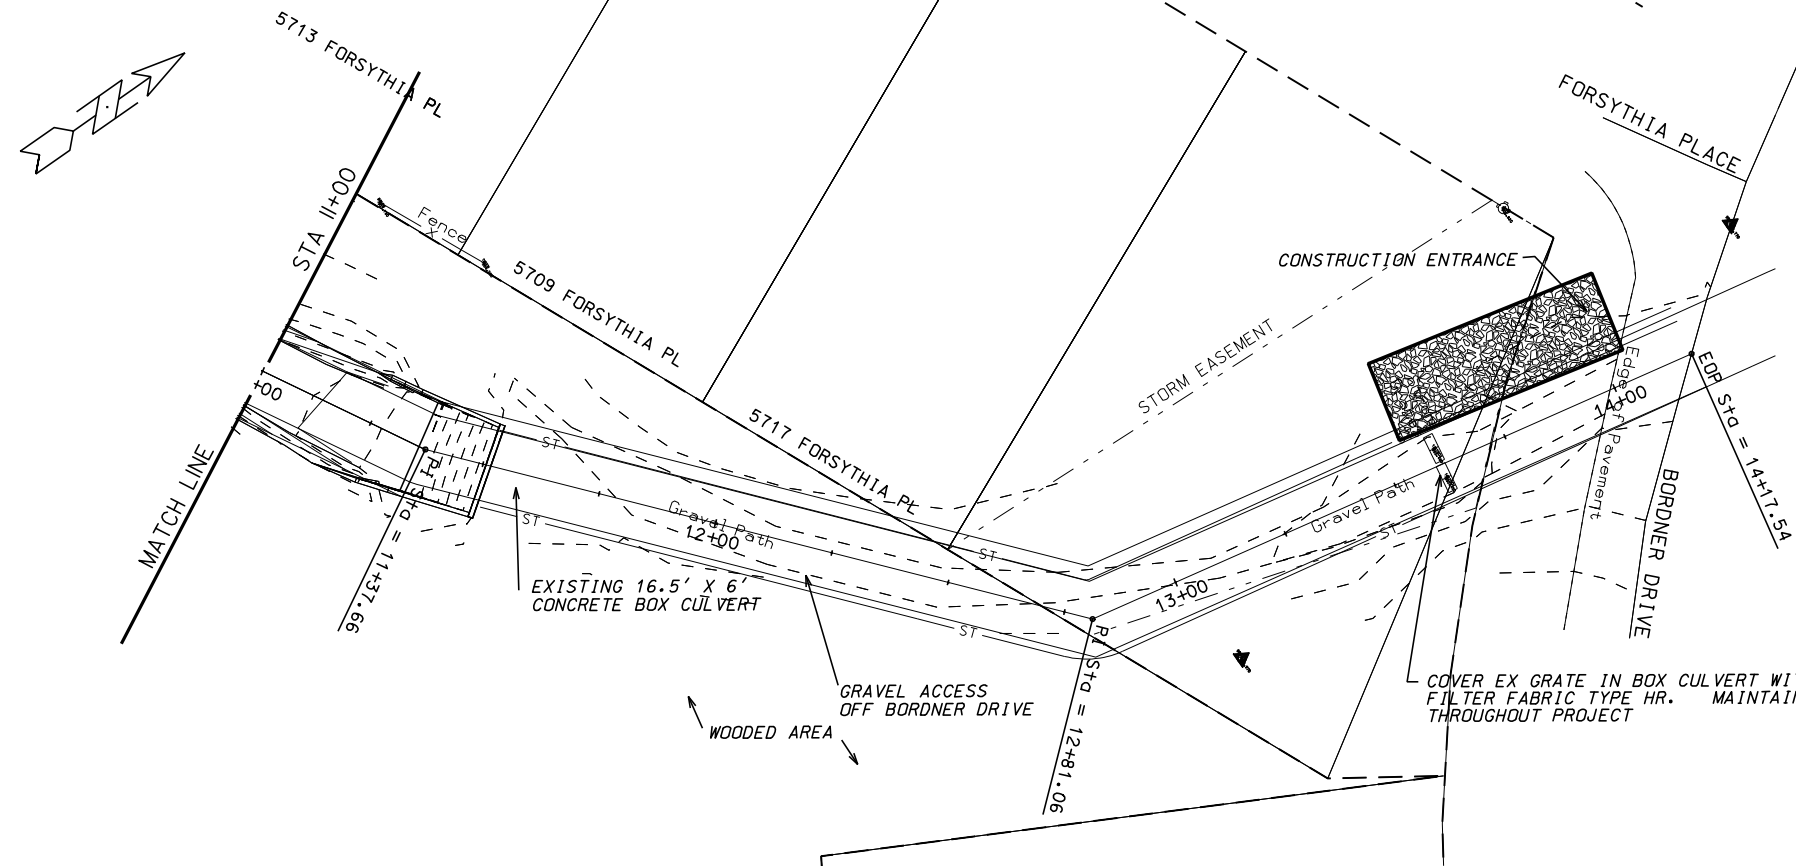 5713 FORSYTHIA PL
FORSYTHIA PLACE
STA 11+00
Fence
X
5709 FORSYTHIA PL
CONSTRUCTION ENTRANCE
STORM EASEMENT
+00
5717 FORSYTHIA PL
Edge of Pavement
14+00
EOP Sta = 14+17.54
MATCH LINE
PI Sta = 11+37.66
ST
ST
Gravel Path
12+00
Gravel Path
ST
ST
ST
BORDNER DRIVE
EXISTING 16.5' X 6'
CONCRETE BOX CULVERT
13+00
PI Sta = 12+81.06
GRAVEL ACCESS
OFF BORDNER DRIVE
WOODED AREA
COVER EX GRATE IN BOX CULVERT WI
FILTER FABRIC TYPE HR. MAINTAI
THROUGHOUT PROJECT